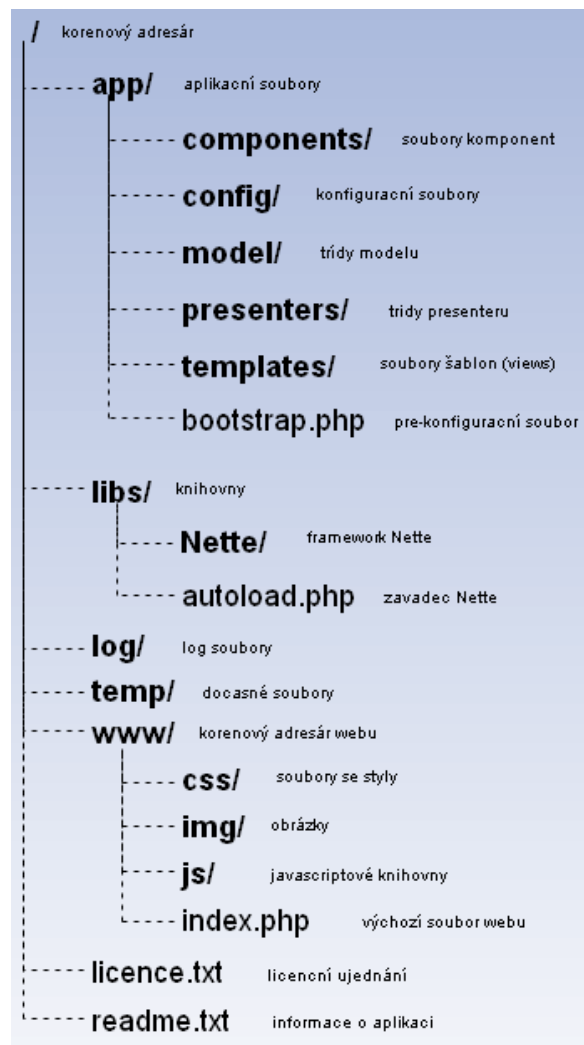 / korenový adresár
app/ aplikacní soubory
components/ soubory komponent
config/ konfiguracní soubory
model/ trídy modelu
presenters/ tridy presenteru
templates/ soubory šablon (views)
bootstrap.php pre-konfiguracní soubor
libs/ knihovny
Nette/ framework Nette
autoload.php zavadec Nette
log/ log soubory
temp/ docasné soubory
www/ korenový adresár webu
css/ soubory se styly
img/ obrázky
js/ javascriptové knihovny
index.php výchozí soubor webu
licence.txt licencní ujednání
readme.txt informace o aplikaci